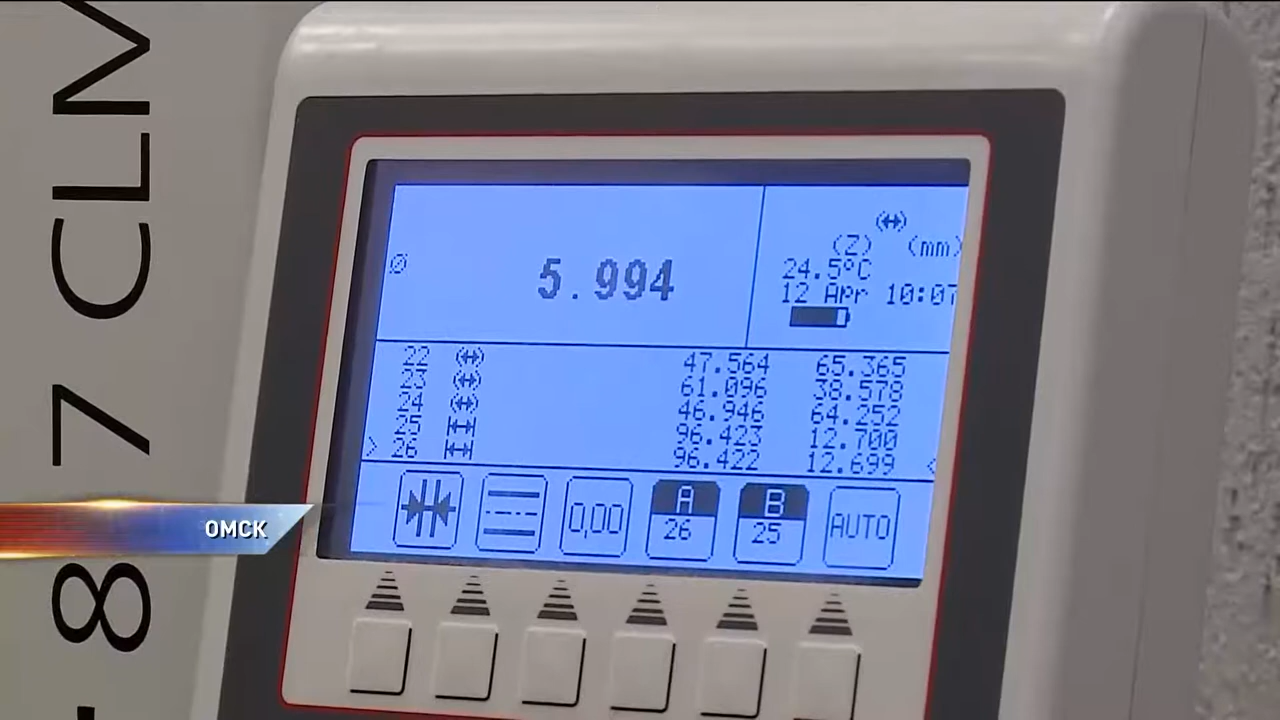 - 8 7 CLM
Ø 5.994
(Z) (mm)
24.5°C
12 Apr 10:07
22 47.564 65.365
23 61.096 38.578
24 46.946 64.252
25 96.423 12.700
> 26 96.422 12.699 <
0,00 A 26 B 25 AUTO
ОМСК